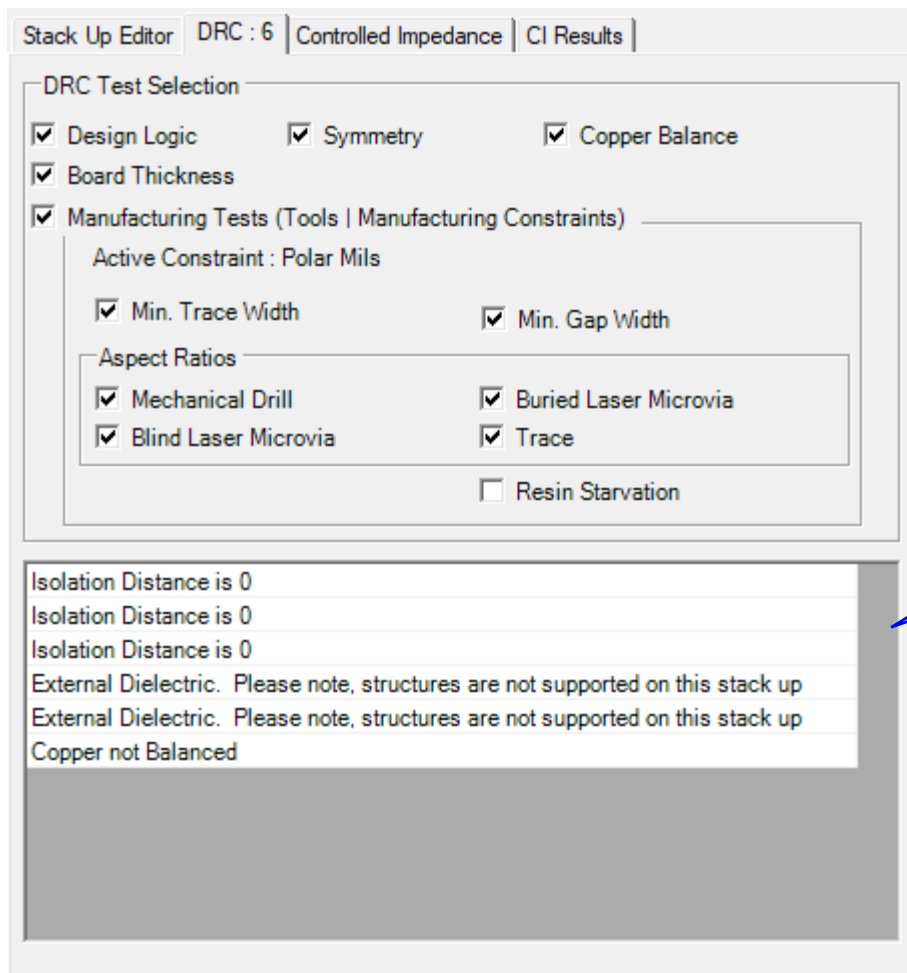 Stack Up Editor DRC : 6 Controlled Impedance CI Results
DRC Test Selection
Design Logic Symmetry Copper Balance
Board Thickness
Manufacturing Tests (Tools | Manufacturing Constraints)
Active Constraint : Polar Mils
Min. Trace Width Min. Gap Width
Aspect Ratios
Mechanical Drill Buried Laser Microvia
Blind Laser Microvia Trace
Resin Starvation
Isolation Distance is 0
Isolation Distance is 0
Isolation Distance is 0
External Dielectric. Please note, structures are not supported on this stack up
External Dielectric. Please note, structures are not supported on this stack up
Copper not Balanced